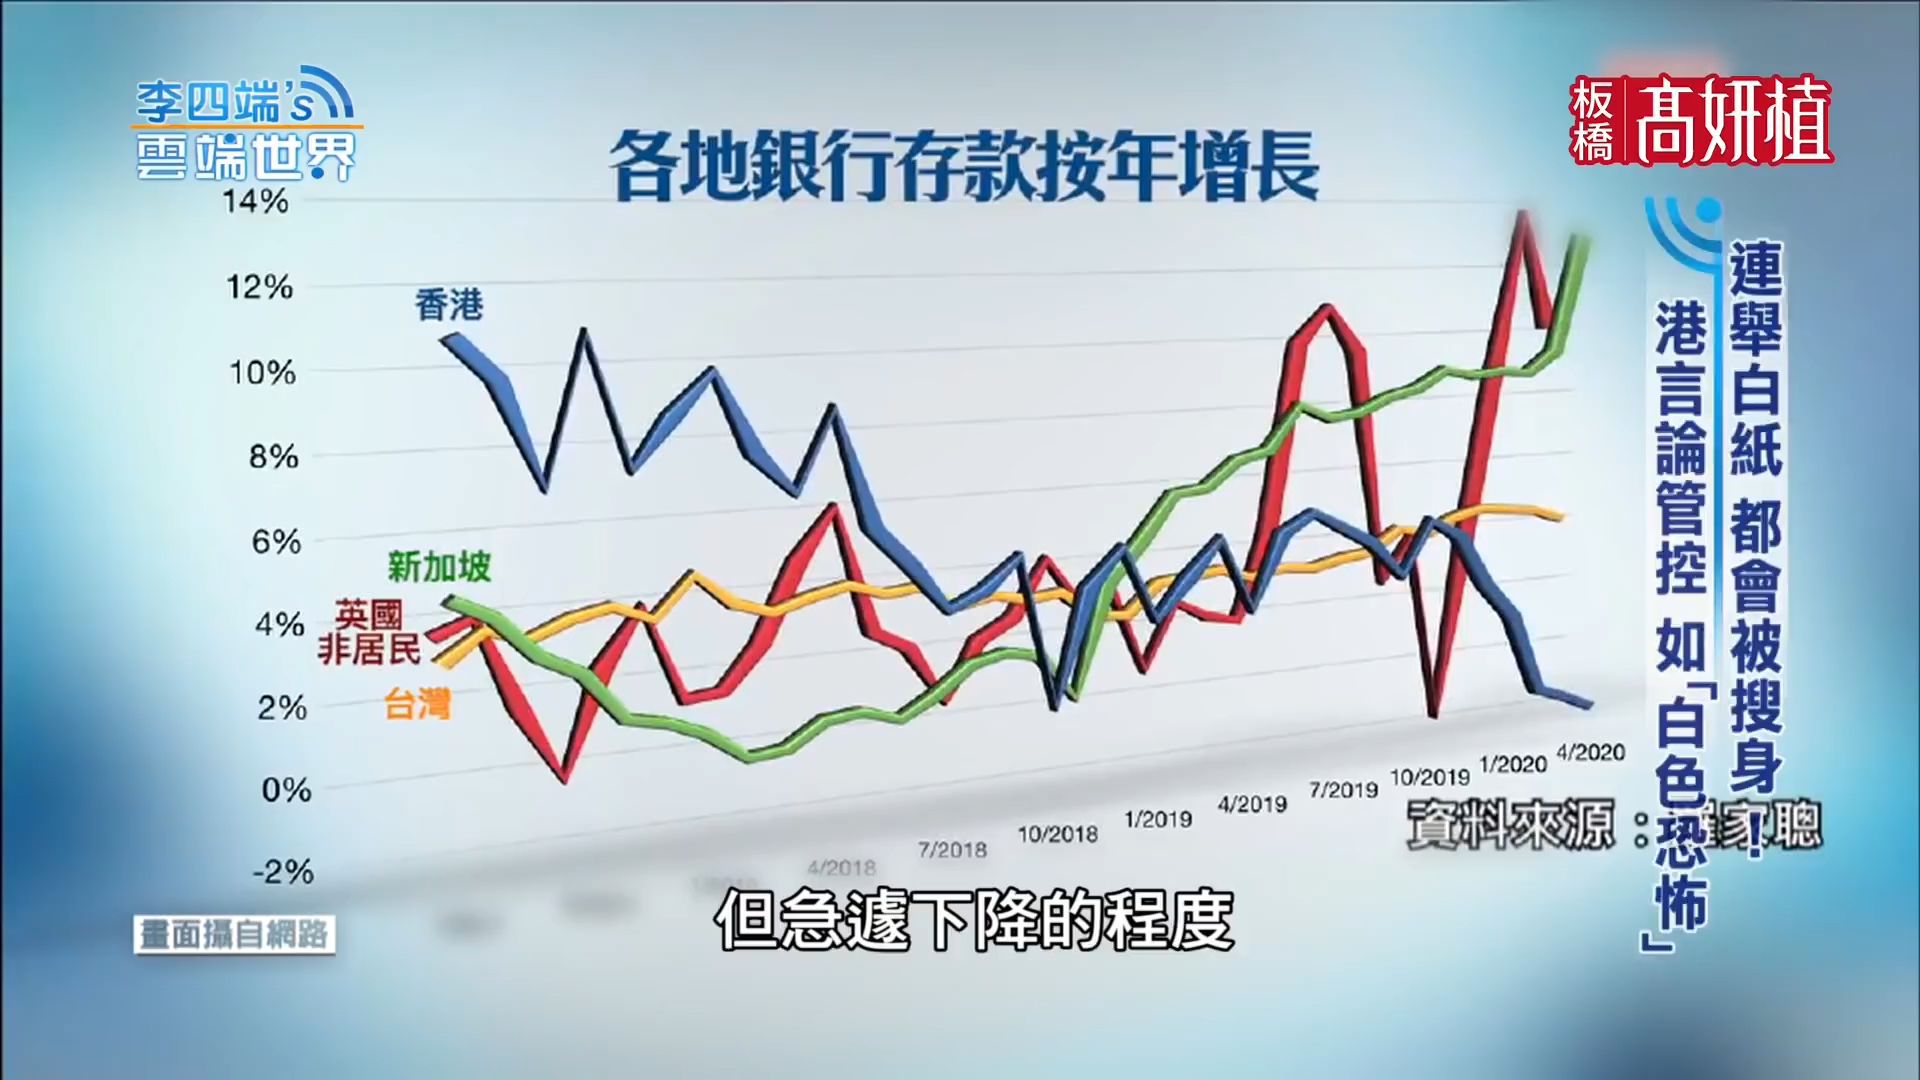 李四端's
雲端世界
板橋
高妍植
各地銀行存款按年增長
14%
12%
10%
8%
6%
4%
2%
0%
-2%
香港
新加坡
英國
非居民
台灣
4/2018
7/2018
10/2018
1/2019
4/2019
7/2019
10/2019
1/2020
4/2020
連舉白紙 都會被搜身！
港言論管控 如「白色恐怖」
資料來源：
家聰
畫面攝自網路
但急遽下降的程度